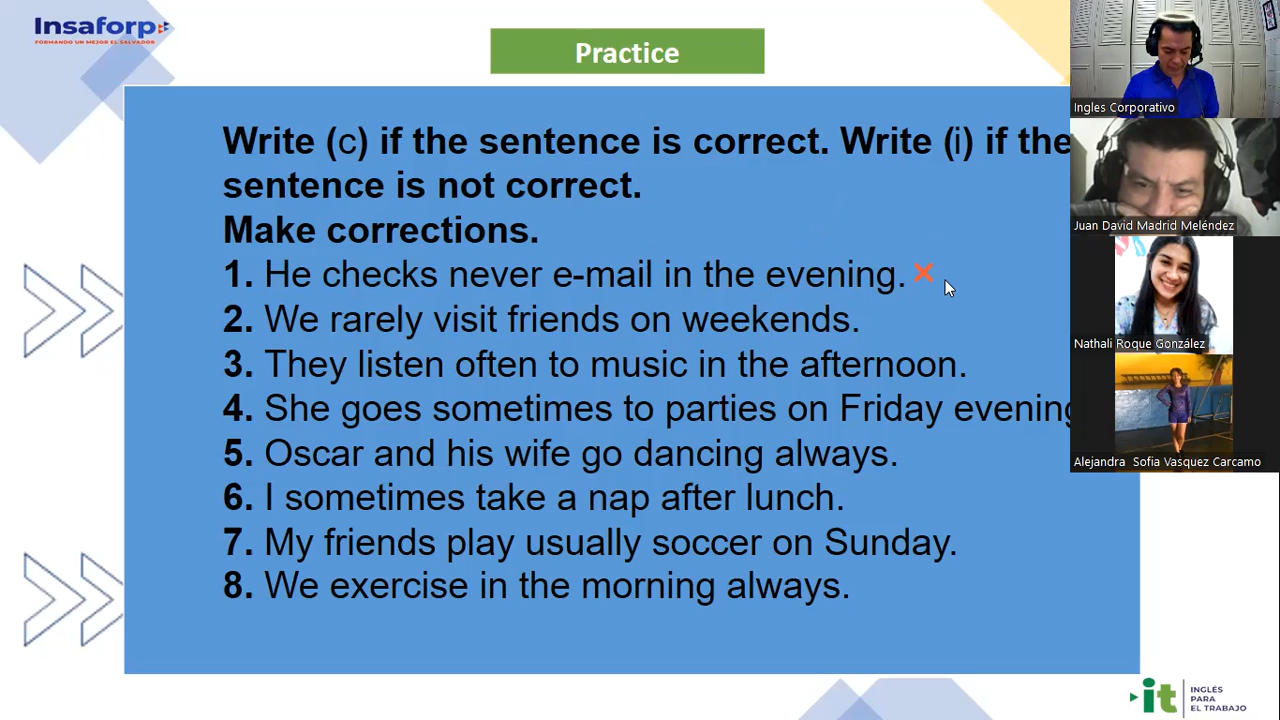 Insaforp
FORMANDO UN MEJOR EL SALVADOR
Practice
Write (c) if the sentence is correct. Write (i) if the
sentence is not correct.
Make corrections.
1. He checks never e-mail in the evening. ×
2. We rarely visit friends on weekends.
3. They listen often to music in the afternoon.
4. She goes sometimes to parties on Friday evening
5. Oscar and his wife go dancing always.
6. I sometimes take a nap after lunch.
7. My friends play usually soccer on Sunday.
8. We exercise in the morning always.
Ingles Corporativo
Juan David Madrid Meléndez
Nathali Roque González
Alejandra Sofia Vasquez Carcamo
it
INGLÉS
PARA
EL TRABAJO